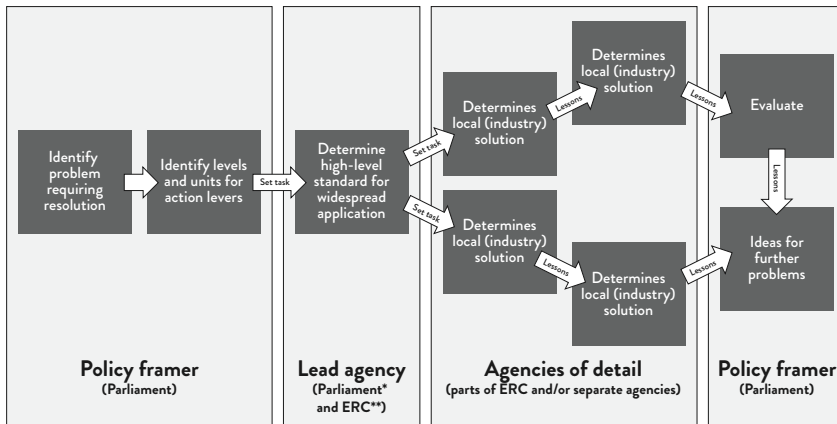 Identify
problem
requiring
resolution
Identify levels
and units for
action levers
Set task
Determine
high-level
standard for
widespread
application
Set task
Set task
Determines
local (industry)
solution
Lessons
Determines
local (industry)
solution
Determines
local (industry)
solution
Lessons
Determines
local (industry)
solution
Lessons
Lessons
Evaluate
Lessons
Ideas for
further
problems
Policy framer
(Parliament)
Lead agency
(Parliament*
and ERC**)
Agencies of detail
(parts of ERC and/or separate agencies)
Policy framer
(Parliament)